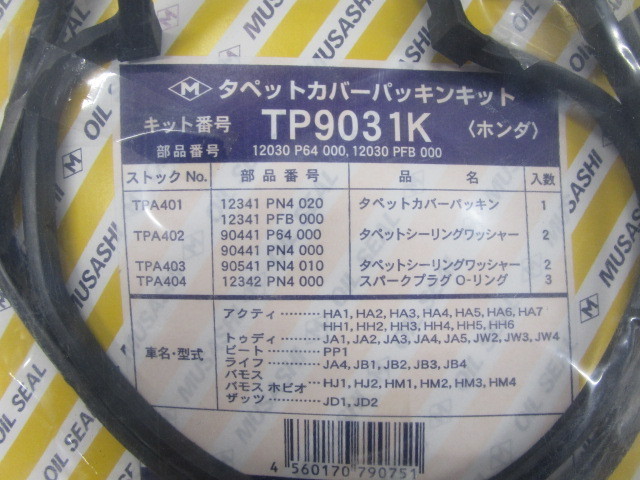 M タペットカバーパッキンキット
キット番号 TP9031K 〈ホンダ〉
部品番号 12030 P64 000, 12030 PFB 000
ストック No. 部品番号 品名 入数
TPA401 12341 PN4 020 タペットカバーパッキン 1
12341 PFB 000
TPA402 90441 P64 000 タペットシーリングワッシャー 2
90441 PN4 000
TPA403 90541 PN4 010 タペットシーリングワッシャー 2
TPA404 12342 PN4 000 スパークプラグ O-リング 3
車名・型式
アクティ ……… HA1, HA2, HA3, HA4, HA5, HA6, HA7
HH1, HH2, HH3, HH4, HH5, HH6
トゥディ ……… JA1, JA2, JA3, JA4, JA5, JW2, JW3, JW4
ビート ……… PP1
ライフ ……… JA4, JB1, JB2, JB3, JB4
バモス ………
バモス ホビオ ……… HJ1, HJ2, HM1, HM2, HM3, HM4
ザッツ ……… JD1, JD2
4 560170 790751
MUSASHI
OIL SEAL
MUSASHI
OIL SEAL
MUSASHI
OIL SEAL
MUSASHI
OIL SEAL